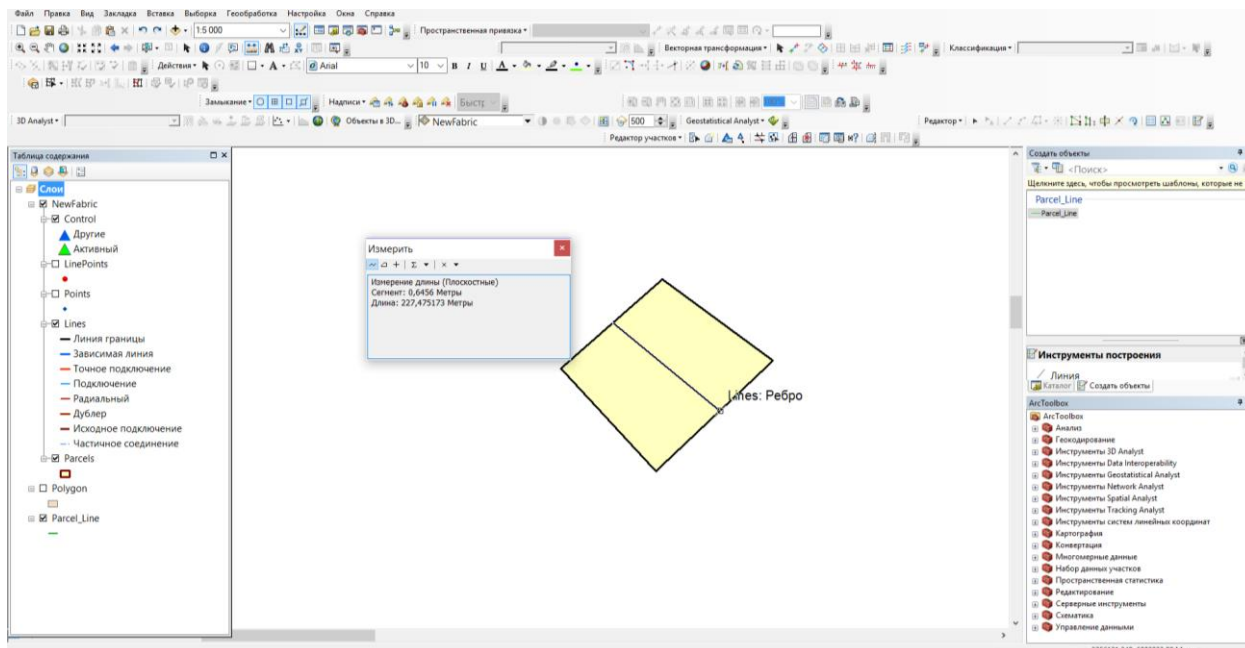 Файл Правка Вид Закладка Вставка Выборка Геообработка Настройка Окна Справка
1:5 000
Пространственная привязка
Векторная трансформация
Классификация
Действия
Arial
10
B I U A
Замыкание
Надписи
Быстр
3D Analyst
Объекты в 3D...
NewFabric
500
Geostatistical Analyst
Редактор
Редактор участков
Таблица содержания
Слои
NewFabric
Control
Другие
Активный
LinePoints
Points
Lines
Линия границы
Зависимая линия
Точное подключение
Подключение
Радиальный
Дублер
Исходное подключение
Частичное соединение
Parcels
Polygon
Parcel_Line
Измерить
Измерение длины (Плоскостные)
Сегмент: 0,6456 Метры
Длина: 227,475173 Метры
Lines: Ребро
Создать объекты
<Поиск>
Щелкните здесь, чтобы просмотреть шаблоны, которые не
Parcel_Line
Parcel_Line
Инструменты построения
Линия
Каталог Создать объекты
ArcToolbox
ArcToolbox
Анализ
Геокодирование
Инструменты 3D Analyst
Инструменты Data Interoperability
Инструменты Geostatistical Analyst
Инструменты Network Analyst
Инструменты Spatial Analyst
Инструменты Tracking Analyst
Инструменты систем линейных координат
Картография
Конвертация
Многомерные данные
Набор данных участков
Пространственная статистика
Редактирование
Серверные инструменты
Схематика
Управление данными